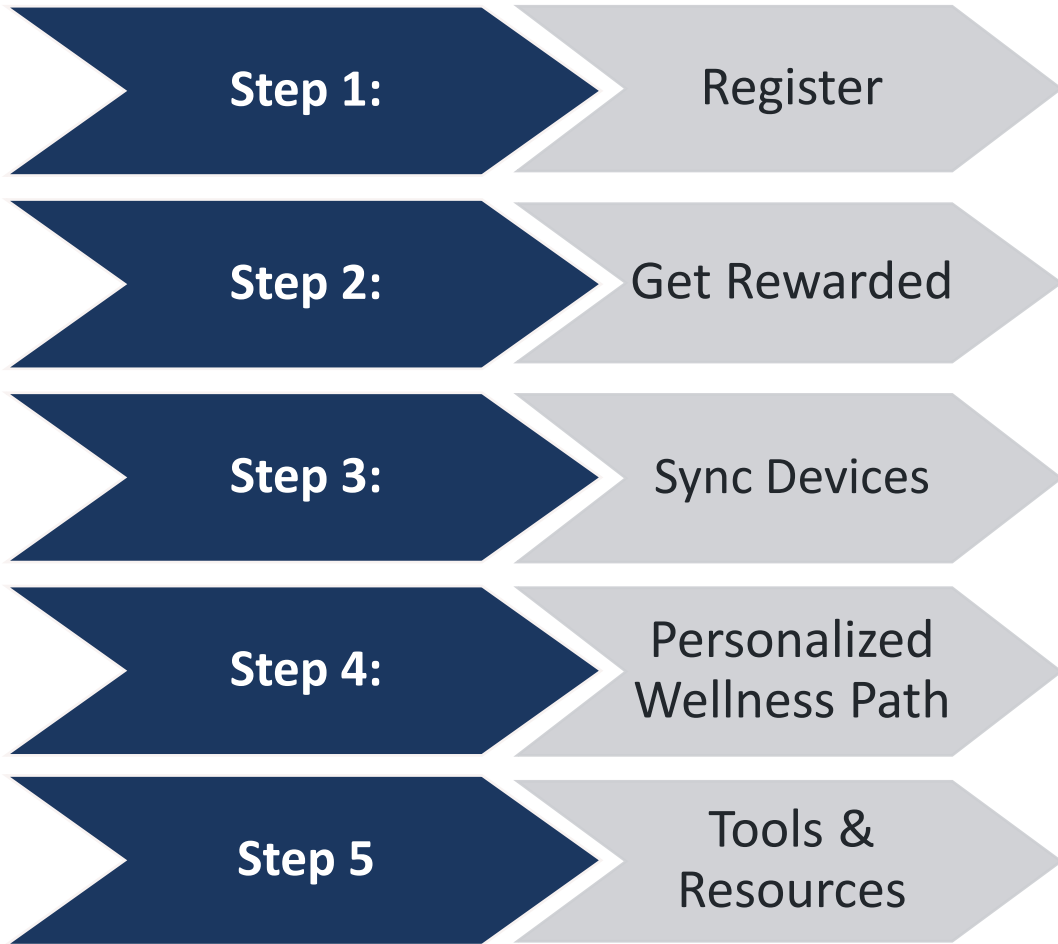 Step 1:
Register
Step 2:
Get Rewarded
Step 3:
Sync Devices
Step 4:
Personalized
Wellness Path
Step 5
Tools &
Resources